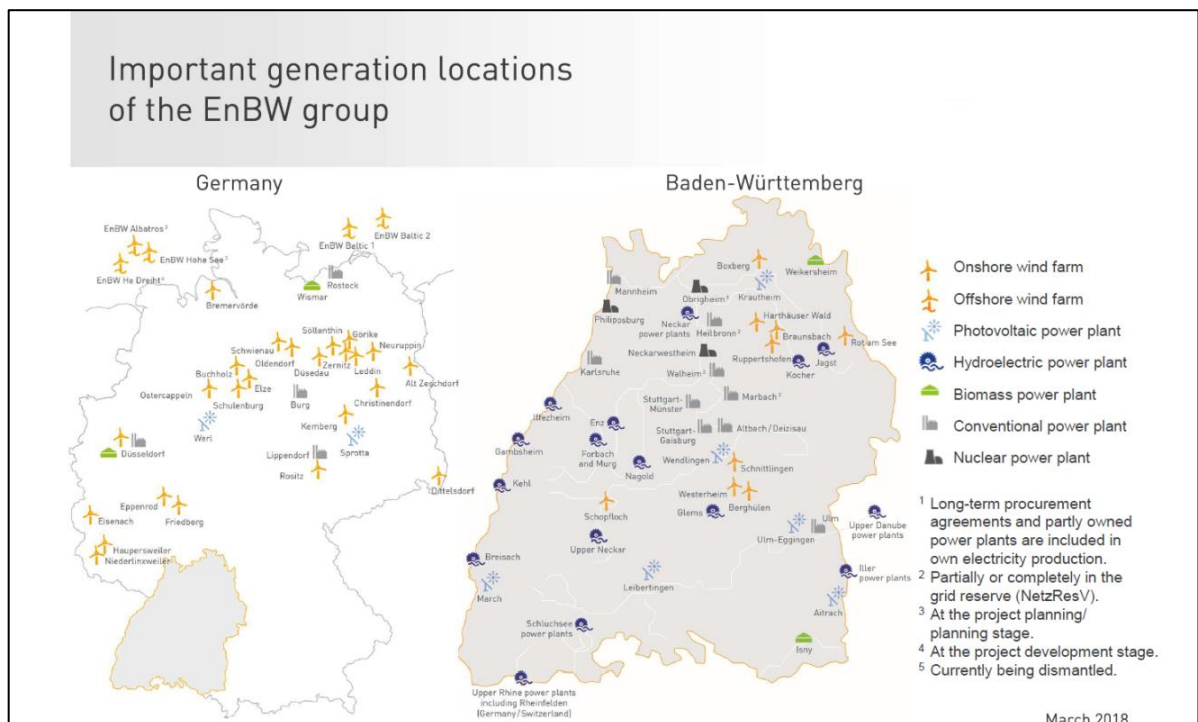 Important generation locations
of the EnBW group
Germany
EnBW Albatros³
EnBW Hohe See³
EnBW He Dreiht⁴
EnBW Baltic 1
EnBW Baltic 2
Rostock
Wismar
Bremervörde
Söllenthin
Görike
Schwienau
Neuruppin
Oldendorf
Zernitz
Düsedau
Leddin
Buchholz
Alt Zeschdorf
Elze
Ostercappeln
Schulenburg
Burg
Christinendorf
Kemberg
Werl
Sprotta
Düsseldorf
Lippendorf
Rositz
Dittelsdorf
Eppenrod
Friedberg
Eisenach
Haupersweiler
Niederlinxweiler
Baden-Württemberg
Boxberg
Weikersheim
Mannheim
Obrigheim⁵
Krautheim
Philippsburg
Neckar
power plants
Heilbronn²
Harthäuser Wald
Braunsbach
Rot am See
Neckarwestheim
Ruppertshofen
Jagst
Karlsruhe
Walheim²
Kocher
Stuttgart-
Münster
Marbach²
Iffezheim
Enz
Stuttgart-
Gaisburg
Altbach/Deizisau
Gambsheim
Forbach
and Murg
Wendlingen
Nagold
Schnittlingen
Kehl
Westerheim
Berghülen
Schopfloch
Glems
Ulm
Ulm-Eggingen
Upper Danube
power plants
Upper Neckar
Breisach
Iller
power plants
Leibertingen
March
Aitrach
Schluchsee
power plants
Isny
Upper Rhine power plants
including Rheinfelden
(Germany/Switzerland)
Onshore wind farm
Offshore wind farm
Photovoltaic power plant
Hydroelectric power plant
Biomass power plant
Conventional power plant
Nuclear power plant
¹ Long-term procurement
agreements and partly owned
power plants are included in
own electricity production.
² Partially or completely in the
grid reserve (NetzResV).
³ At the project planning/
planning stage.
⁴ At the project development stage.
⁵ Currently being dismantled.
March 2018